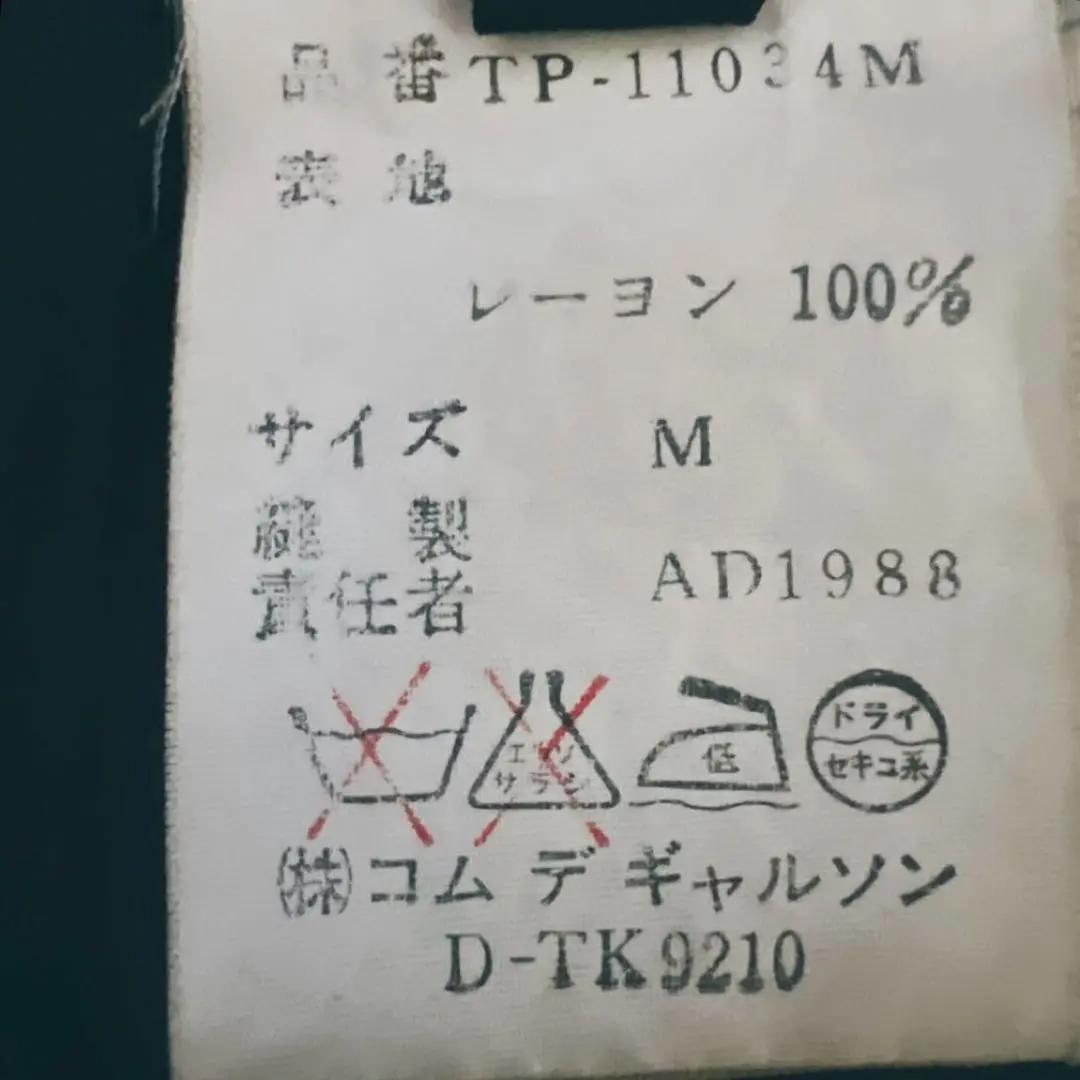 品番 TP-11034M
表地
レーヨン 100%
サイズ M
縫製
責任者 AD1988
エンソ
サラシ
低
ドライ
セキユ系
㈱コム デ ギャルソン
D-TK9210